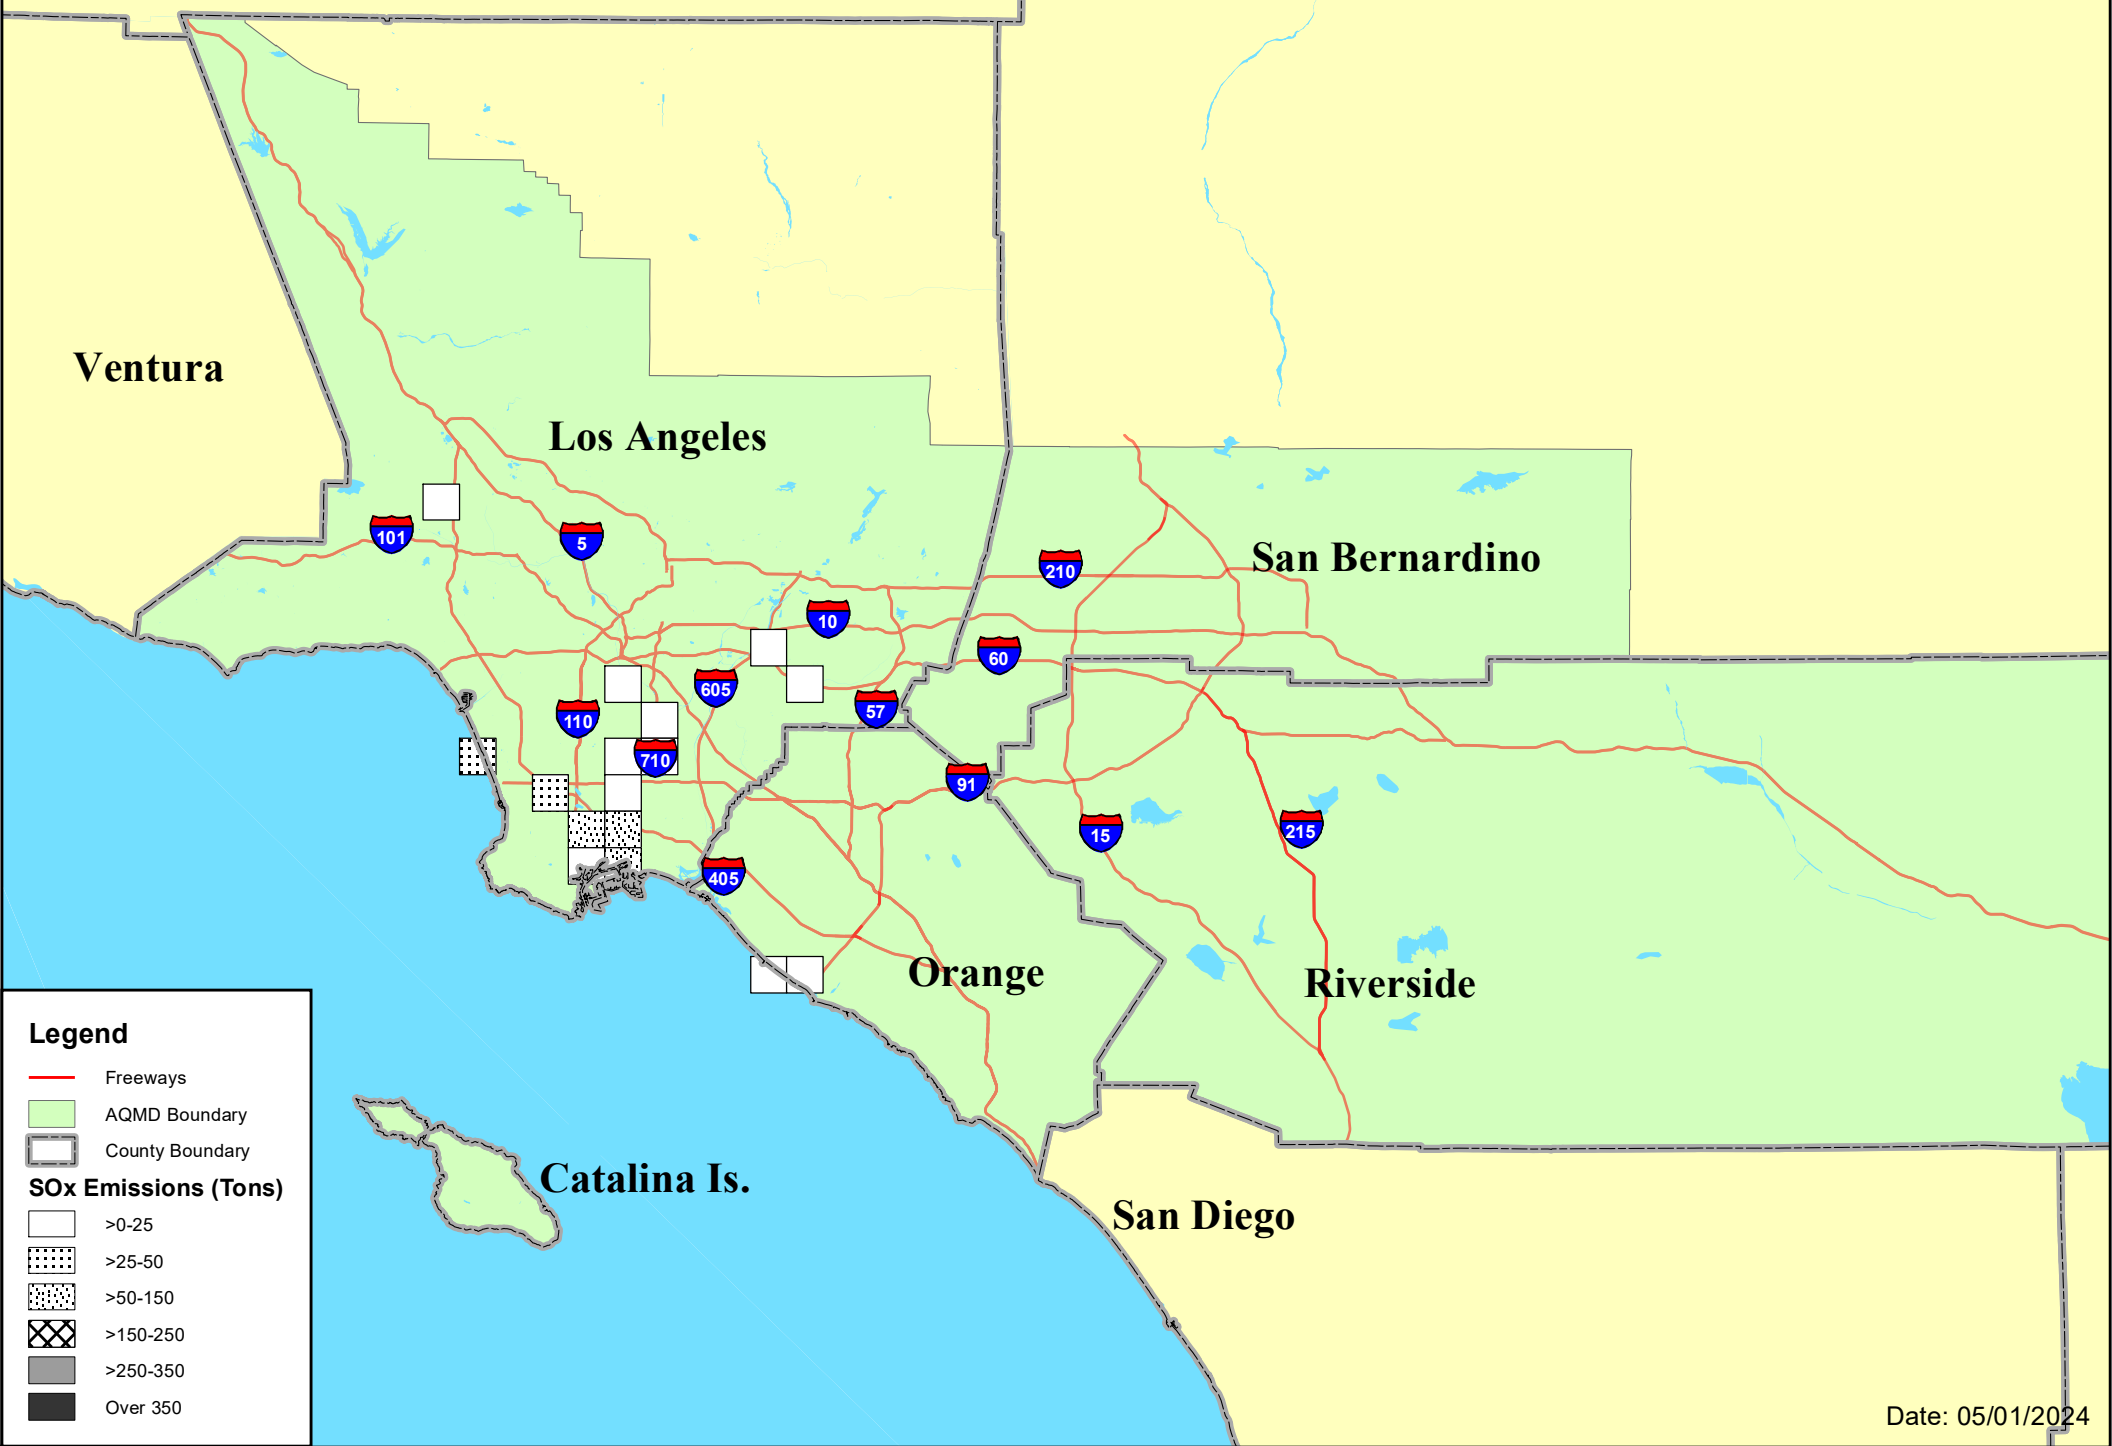 Ventura
Los Angeles
101
5
210
San Bernardino
10
60
605
57
110
710
91
15
215
405
Orange
Riverside
Legend
Freeways
AQMD Boundary
County Boundary
SOx Emissions (Tons)
>0-25
>25-50
>50-150
>150-250
>250-350
Over 350
Catalina Is.
San Diego
Date: 05/01/2024